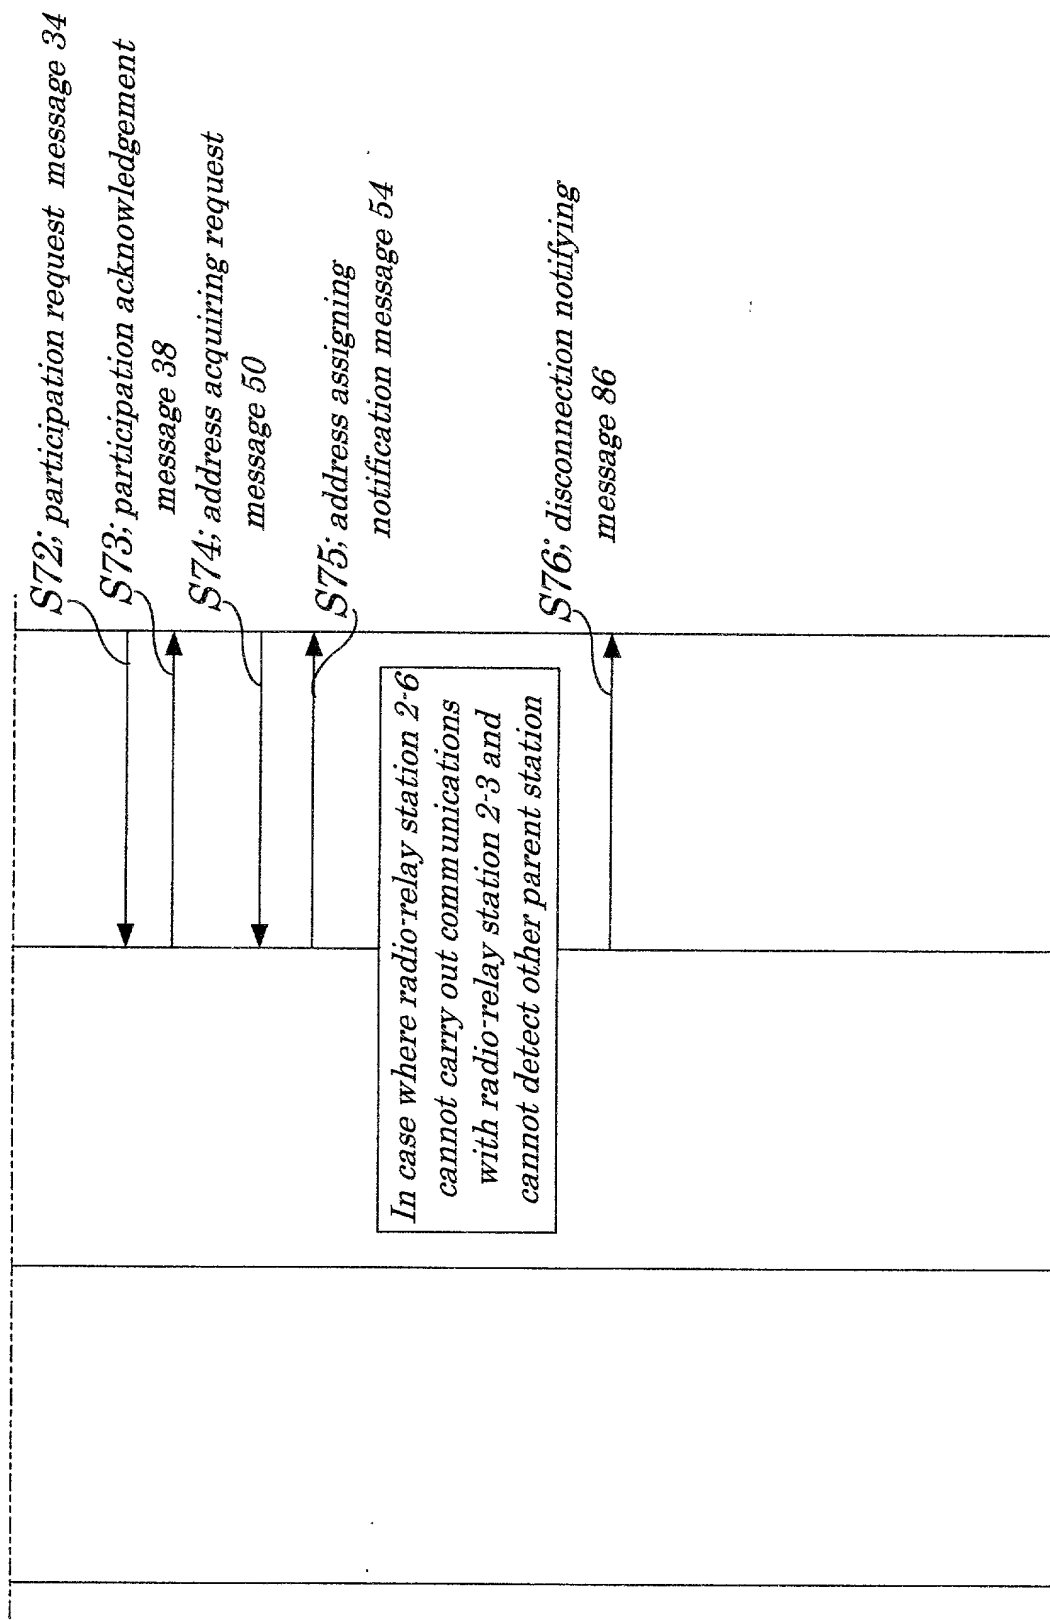 S72; participation request message 34
S73; participation acknowledgement
message 38
S74; address acquiring request
message 50
S75; address assigning
notification message 54
In case where radio-relay station 2-6
cannot carry out communications
with radio-relay station 2-3 and
cannot detect other parent station
S76; disconnection notifying
message 86